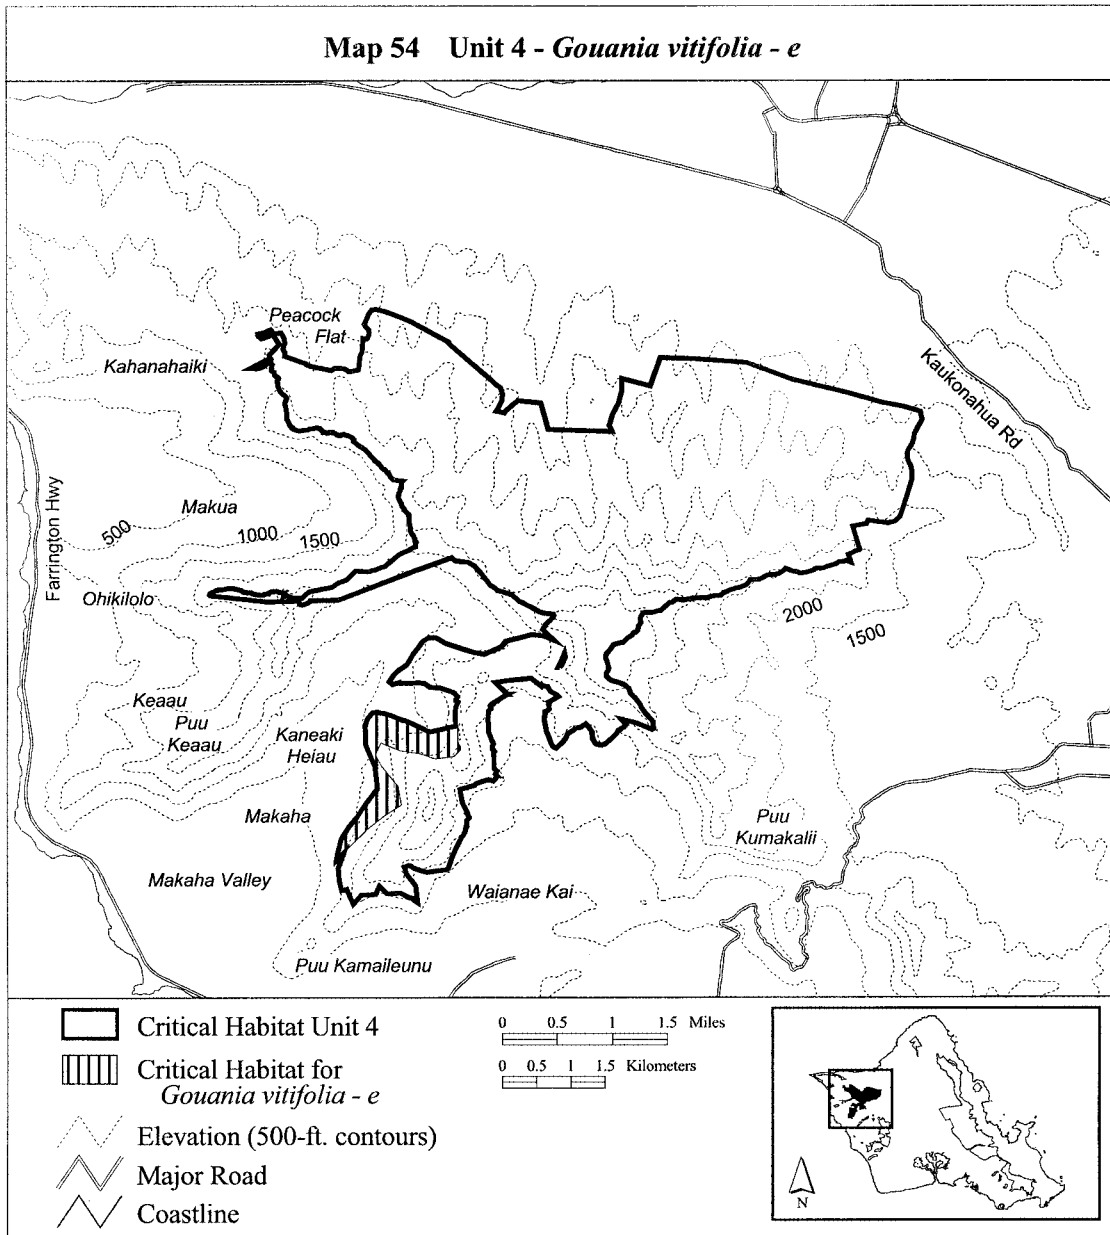 Map 54 Unit 4 - Gouania vitifolia - e
Peacock
Flat
Kahanahaiki
Kaukonahua Rd
Farrington Hwy
Makua
500
1000
1500
Ohikilolo
2000
1500
Keaau
Puu
Keaau
Kaneaki
Heiau
Makaha
Puu
Kumakalii
Makaha Valley
Waianae Kai
Puu Kamaileunu
Critical Habitat Unit 4
Critical Habitat for
Gouania vitifolia - e
Elevation (500-ft. contours)
Major Road
Coastline
0 0.5 1 1.5 Miles
0 0.5 1 1.5 Kilometers
N